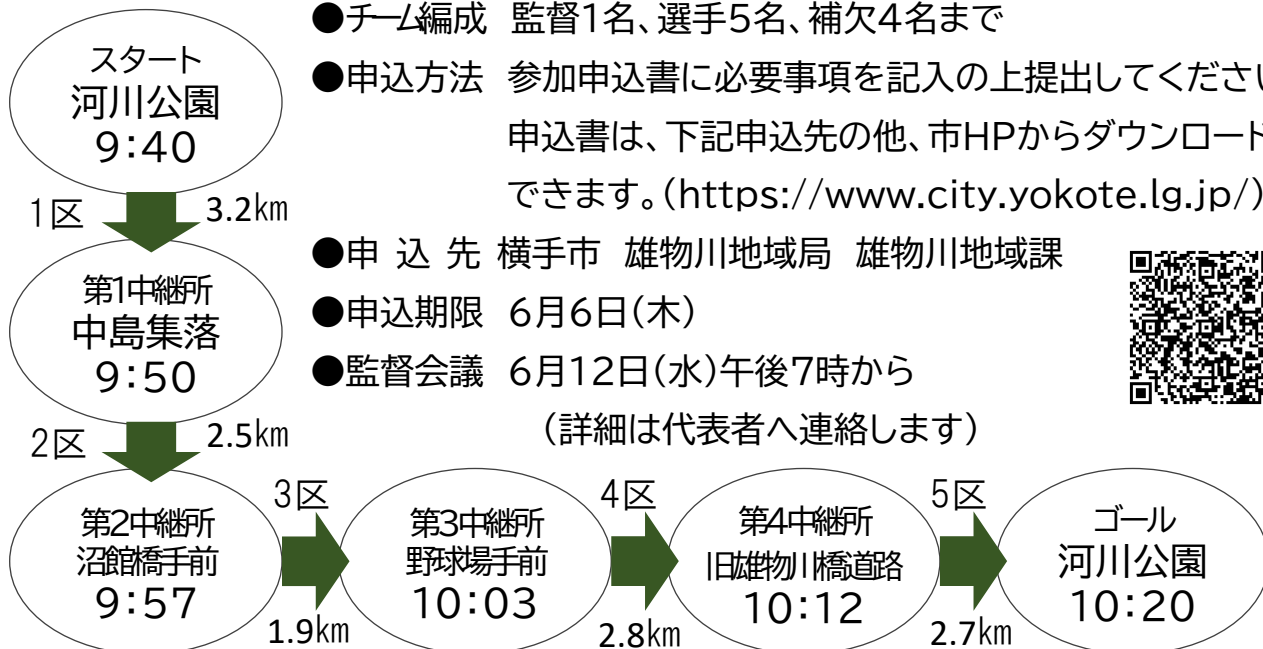 ●チーム編成 監督1名、選手5名、補欠4名まで
●申込方法 参加申込書に必要事項を記入の上提出してください
申込書は、下記申込先の他、市HPからダウンロード
できます。(https://www.city.yokote.lg.jp/)
●申 込 先 横手市 雄物川地域局 雄物川地域課
●申込期限 6月6日(木)
●監督会議 6月12日(水)午後7時から
(詳細は代表者へ連絡します)
スタート
河川公園
9:40
1区 3.2km
第1中継所
中島集落
9:50
2区 2.5km
第2中継所
沼館橋手前
9:57
3区
1.9km
第3中継所
野球場手前
10:03
4区
2.8km
第4中継所
旧雄物川橋道路
10:12
5区
2.7km
ゴール
河川公園
10:20